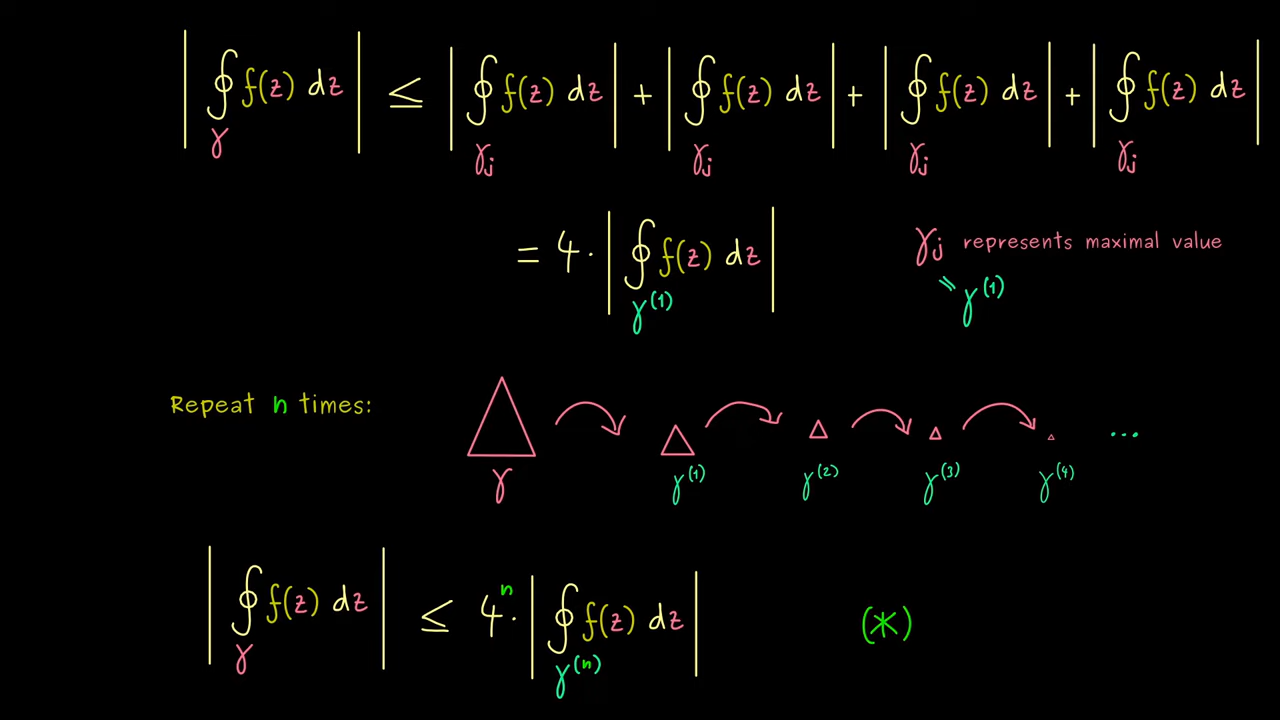 | ∮_γ f(z) dz | ≤ | ∮_γj f(z) dz | + | ∮_γj f(z) dz | + | ∮_γj f(z) dz | + | ∮_γj f(z) dz |
= 4 · | ∮_γ⁽¹⁾ f(z) dz | γj represents maximal value
= γ⁽¹⁾
Repeat n times:
γ γ⁽¹⁾ γ⁽²⁾ γ⁽³⁾ γ⁽⁴⁾ ...
| ∮_γ f(z) dz | ≤ 4ⁿ · | ∮_γ⁽ⁿ⁾ f(z) dz | (*)